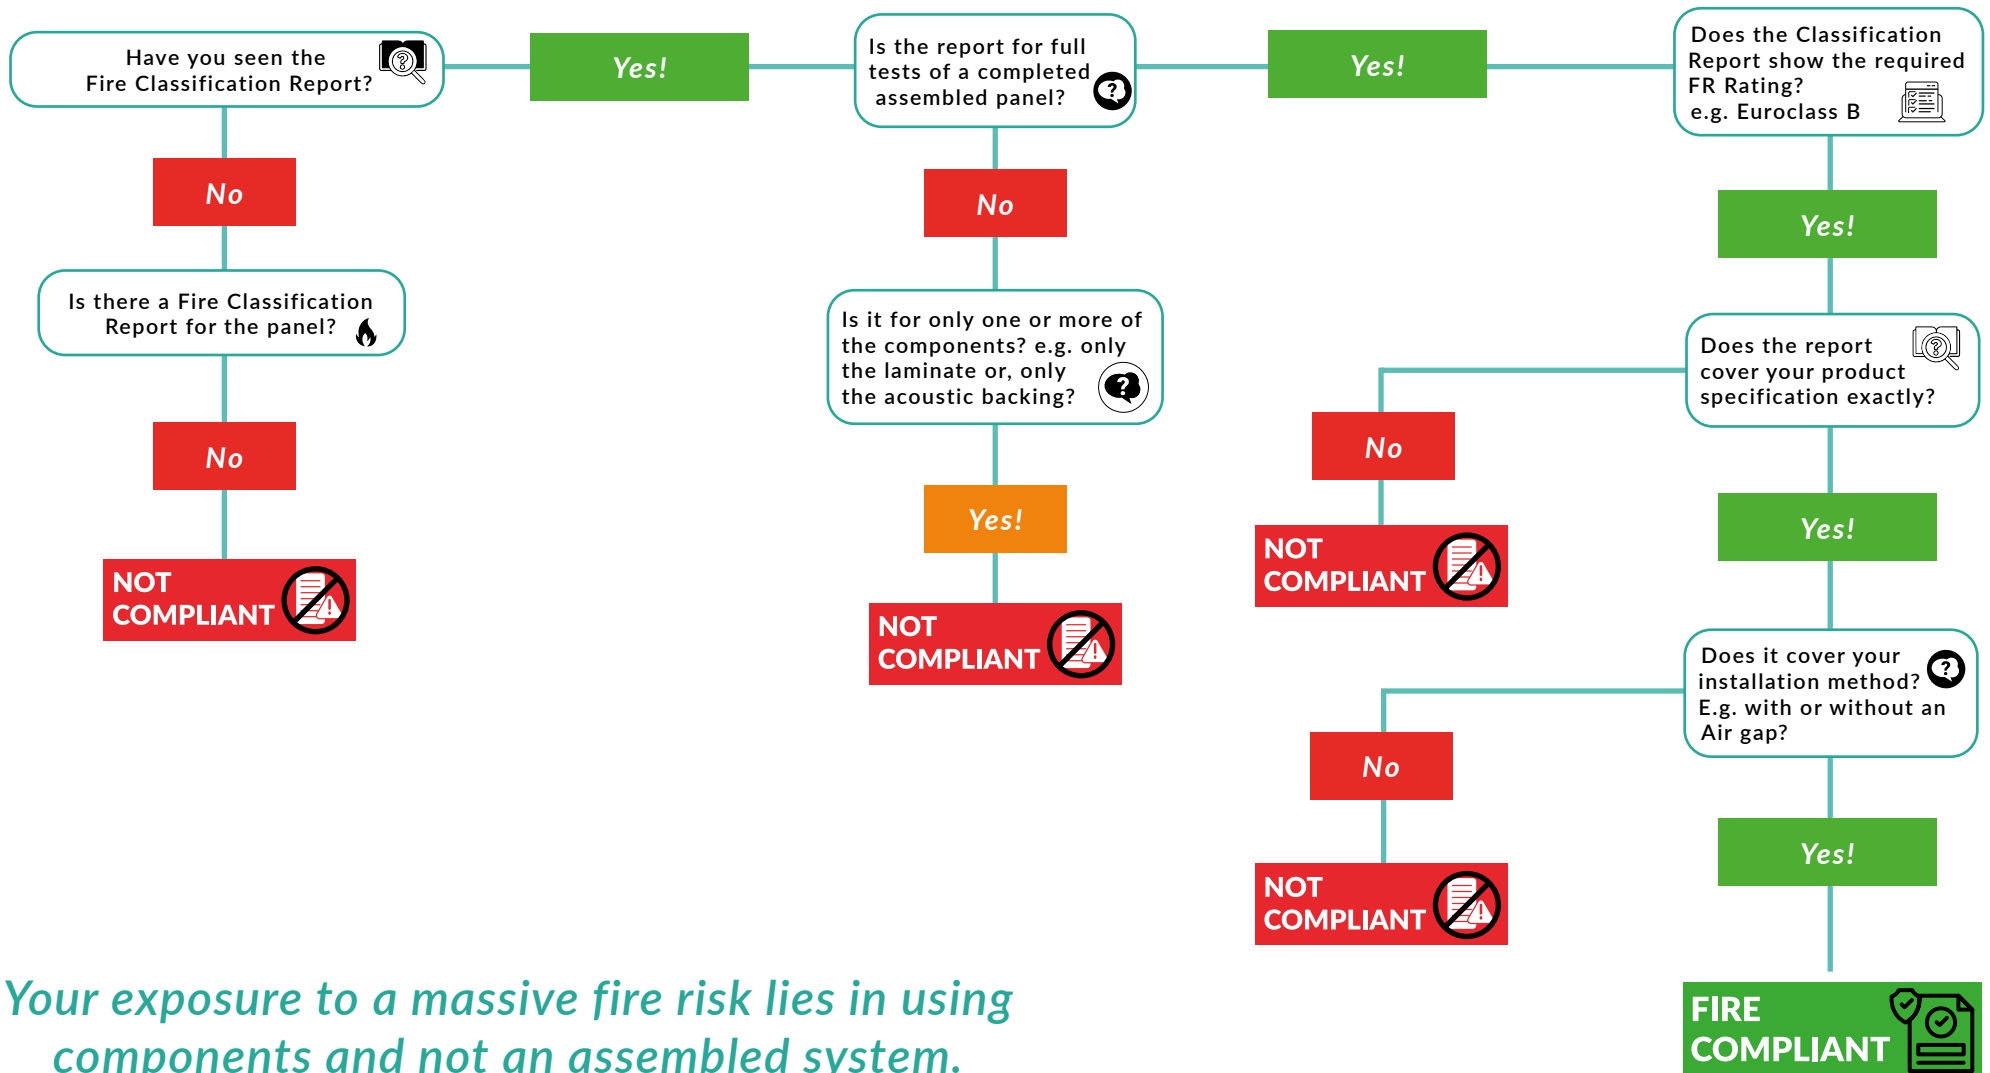 Have you seen the
Fire Classification Report?
Yes!
Is the report for full
tests of a completed
assembled panel?
Yes!
Does the Classification
Report show the required
FR Rating?
e.g. Euroclass B
No
Is there a Fire Classification
Report for the panel?
No
NOT
COMPLIANT
No
Is it for only one or more of
the components? e.g. only
the laminate or, only
the acoustic backing?
Yes!
NOT
COMPLIANT
Yes!
Does the report
cover your product
specification exactly?
No
NOT
COMPLIANT
Yes!
Does it cover your
installation method?
E.g. with or without an
Air gap?
No
NOT
COMPLIANT
Yes!
FIRE
COMPLIANT
Your exposure to a massive fire risk lies in using
components and not an assembled system.